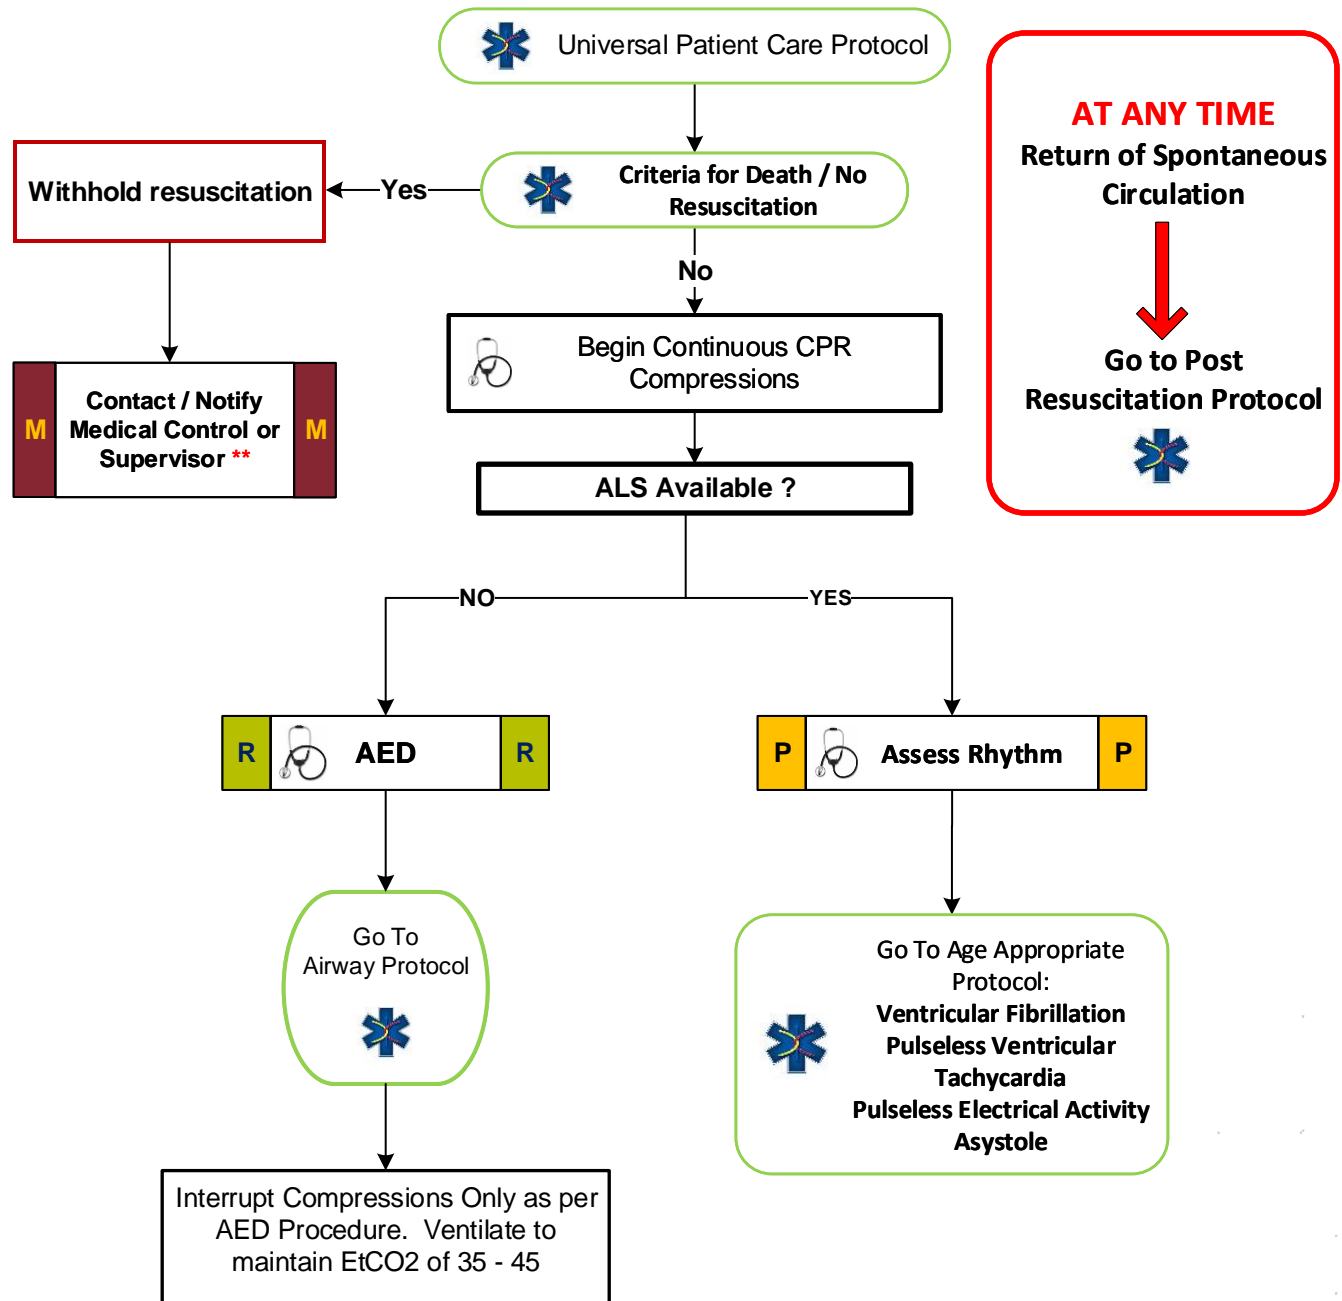 Universal Patient Care Protocol
AT ANY TIME
Return of Spontaneous
Circulation
Go to Post
Resuscitation Protocol
Criteria for Death / No
Resuscitation
Yes
Withhold resuscitation
No
M
Contact / Notify
Medical Control or
Supervisor **
M
Begin Continuous CPR
Compressions
ALS Available ?
NO
YES
R
AED
R
P
Assess Rhythm
P
Go To
Airway Protocol
Go To Age Appropriate
Protocol:
Ventricular Fibrillation
Pulseless Ventricular
Tachycardia
Pulseless Electrical Activity
Asystole
Interrupt Compressions Only as per
AED Procedure.  Ventilate to
maintain EtCO2 of 35 - 45